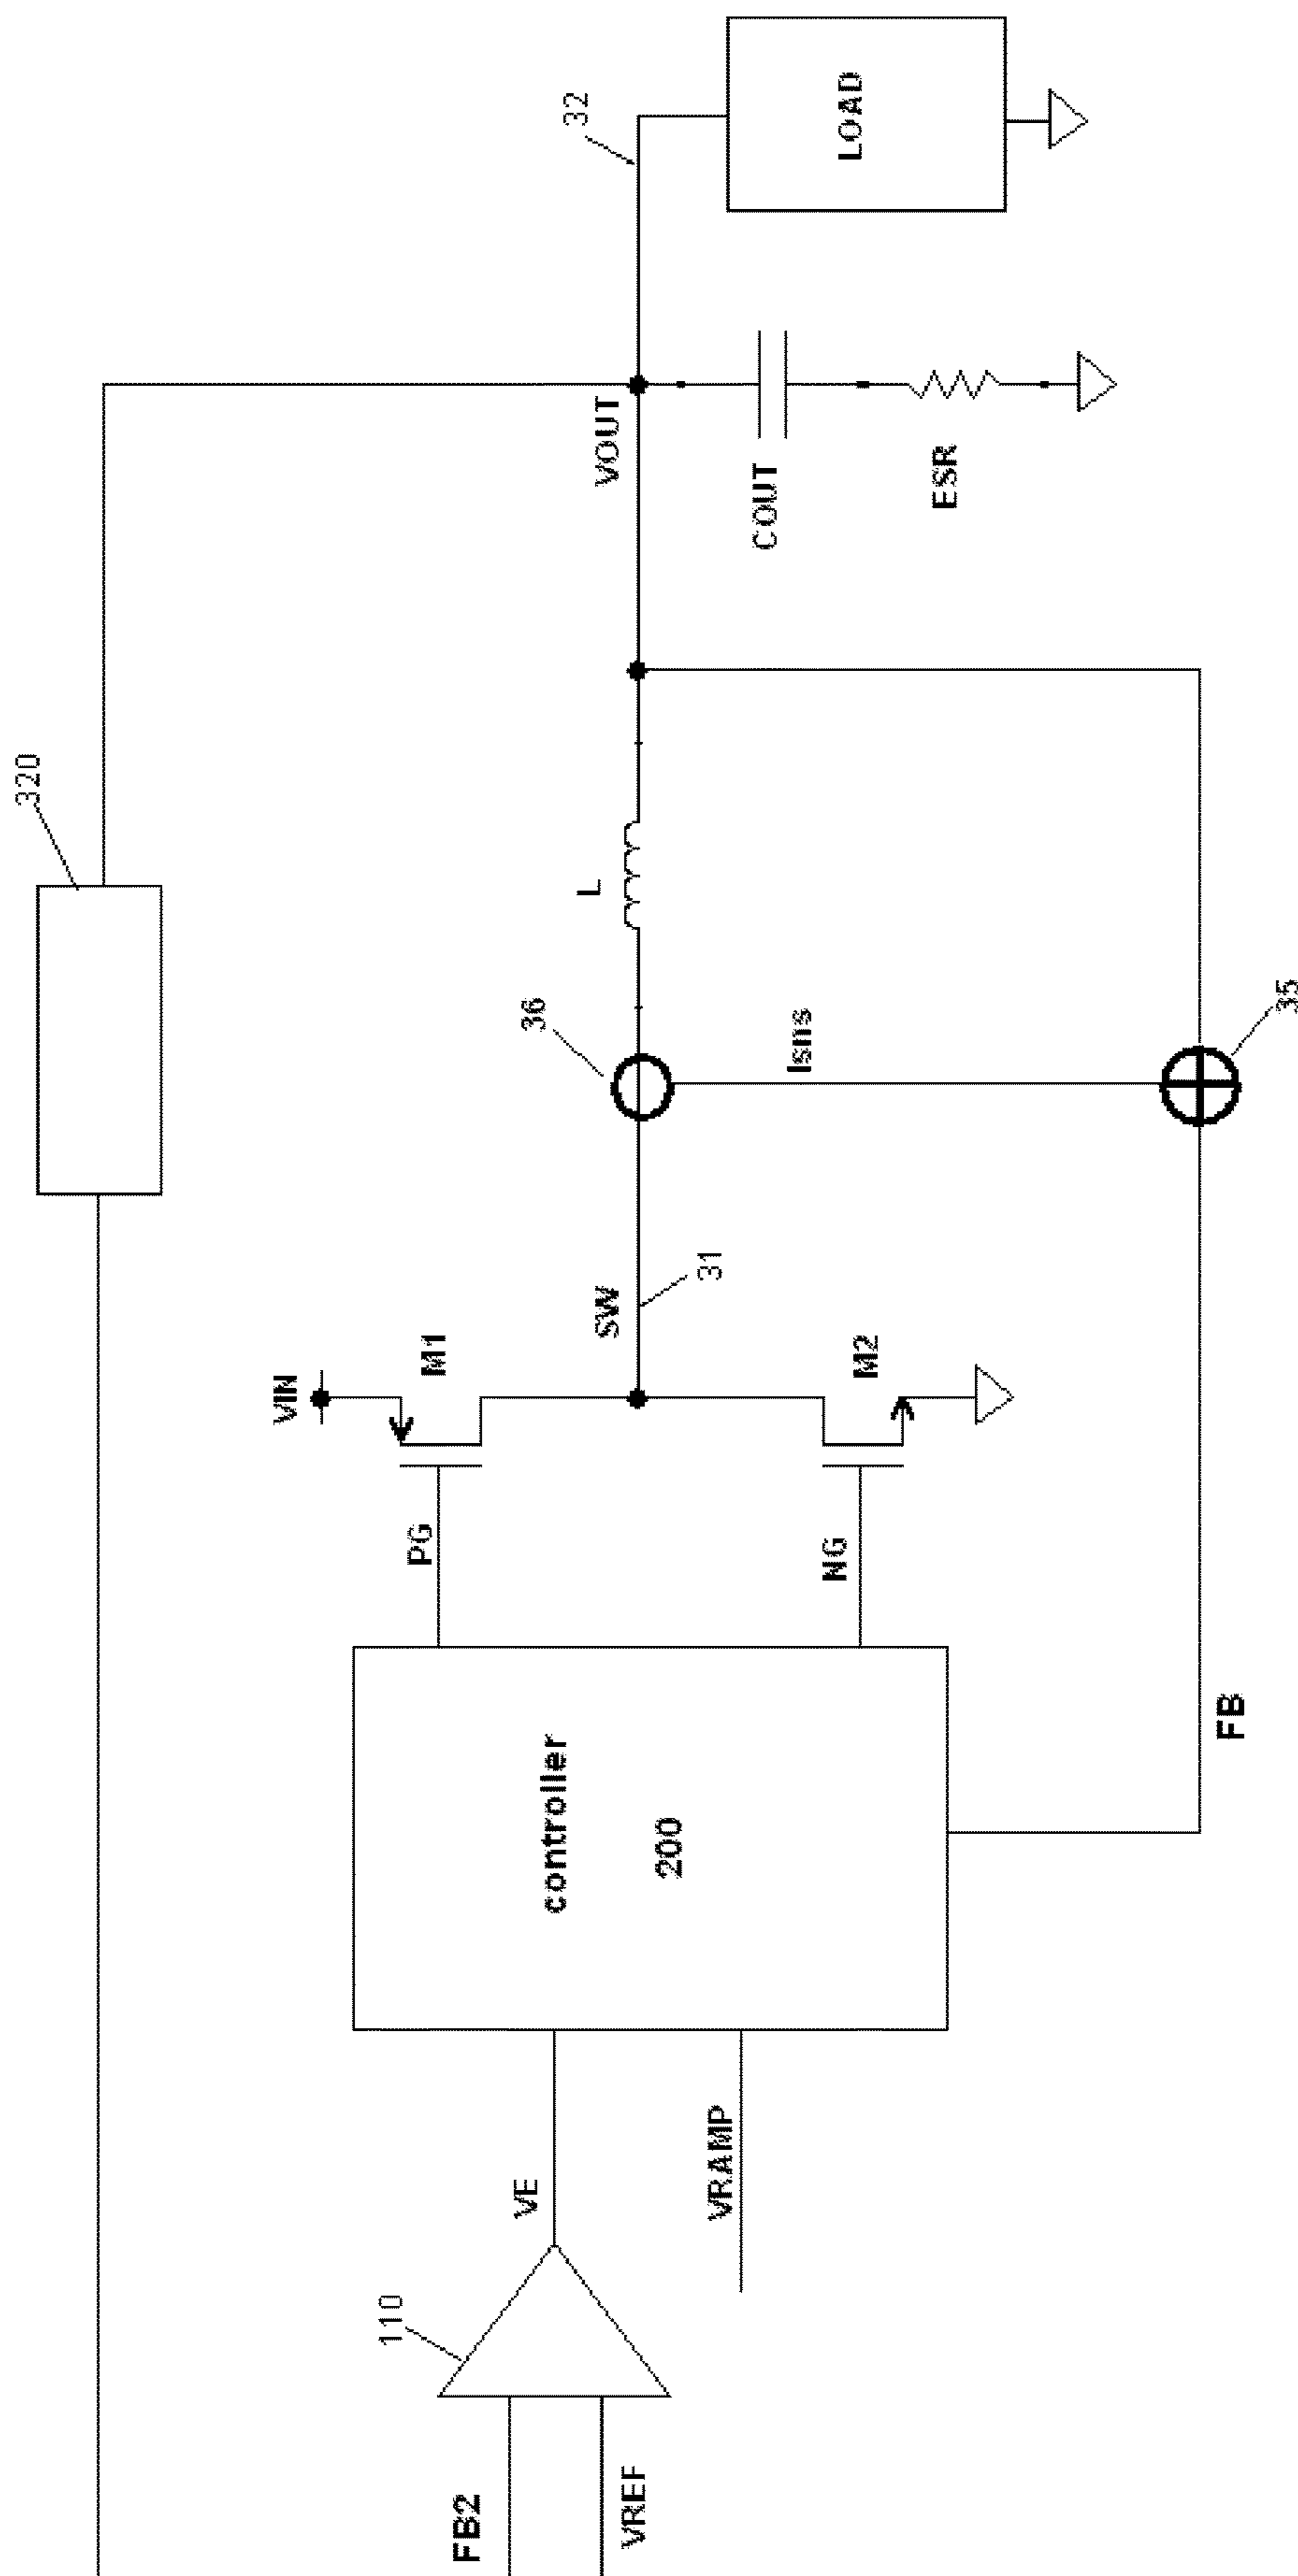 320
VIN
M1
PG
SW
31
36
L
VOUT
32
LOAD
COUT
ESR
Isns
35
M2
NG
controller
200
FB
110
VE
VRAMP
FB2
VREF